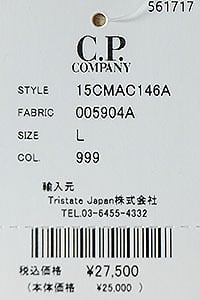 561717
C.P.
COMPANY
STYLE 15CMAC146A
FABRIC 005904A
SIZE L
COL. 999
輸入元
Tristate Japan株式会社
TEL.03-6455-4332
税込価格 ¥27,500
(本体価格 ¥25,000)